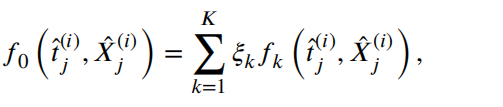 f_0 ( \hat{t}_j^{(i)}, \hat{X}_j^{(i)} ) = \sum_{k=1}^{K} \xi_k f_k ( \hat{t}_j^{(i)}, \hat{X}_j^{(i)} ),